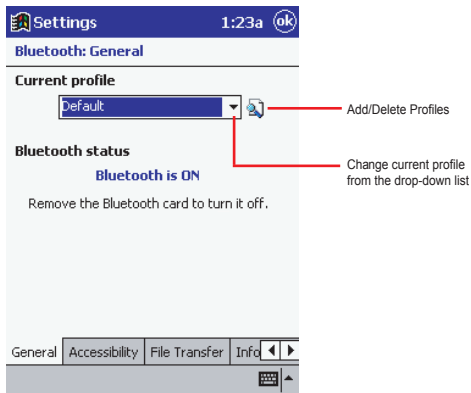 Settings 1:23a ok
Bluetooth: General
Current profile
Default
Add/Delete Profiles
Change current profile
from the drop-down list
Bluetooth status
Bluetooth is ON
Remove the Bluetooth card to turn it off.
General Accessibility File Transfer Info